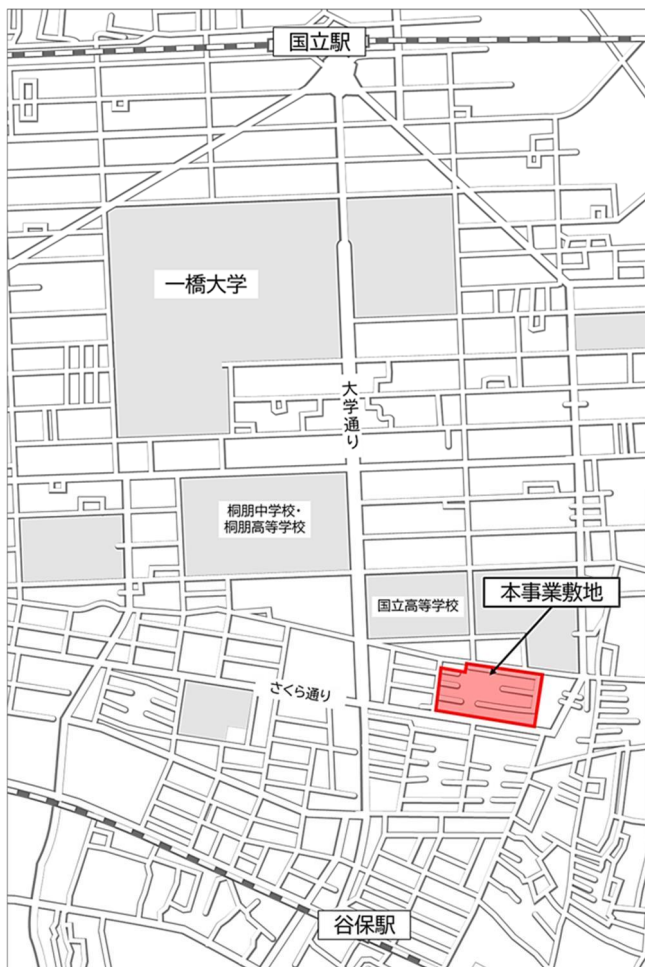 国立駅
一橋大学
大学通り
桐朋中学校・
桐朋高等学校
国立高等学校
本事業敷地
さくら通り
谷保駅